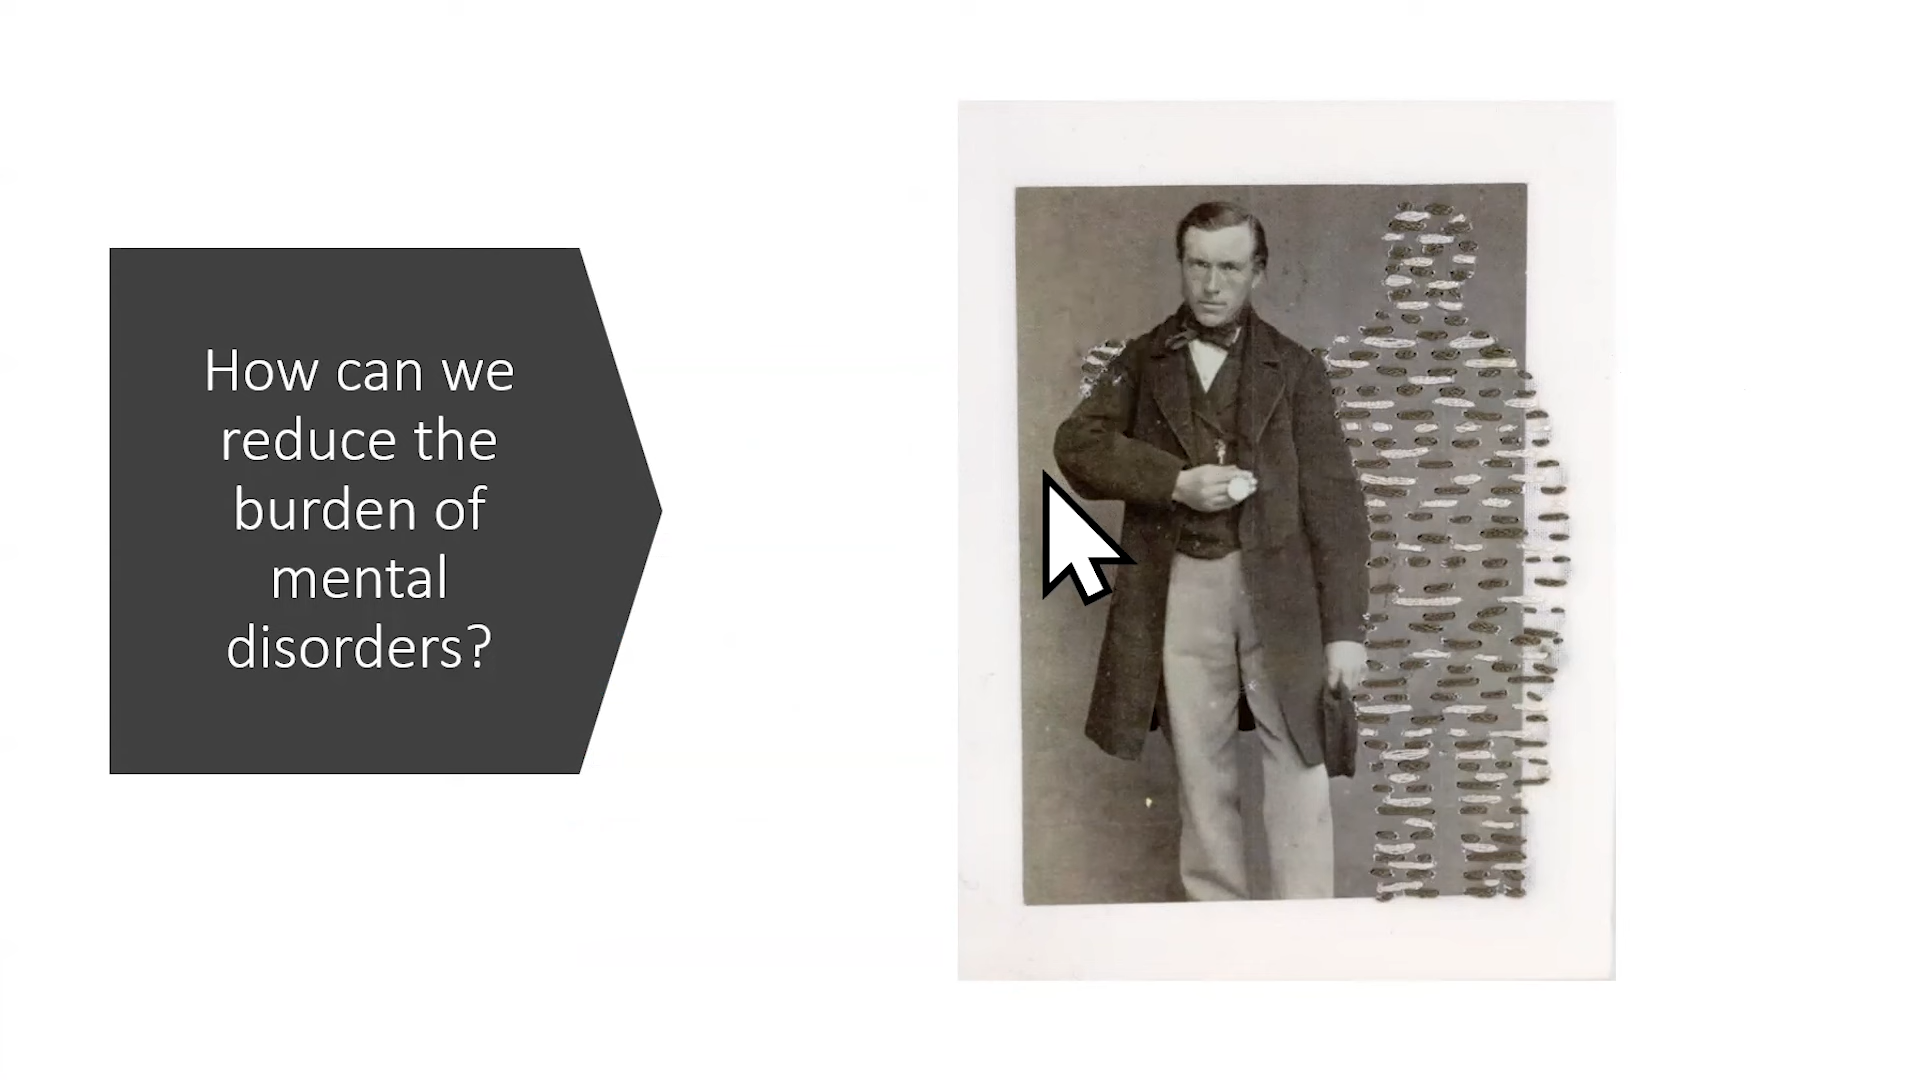 How can we
reduce the
burden of
mental
disorders?